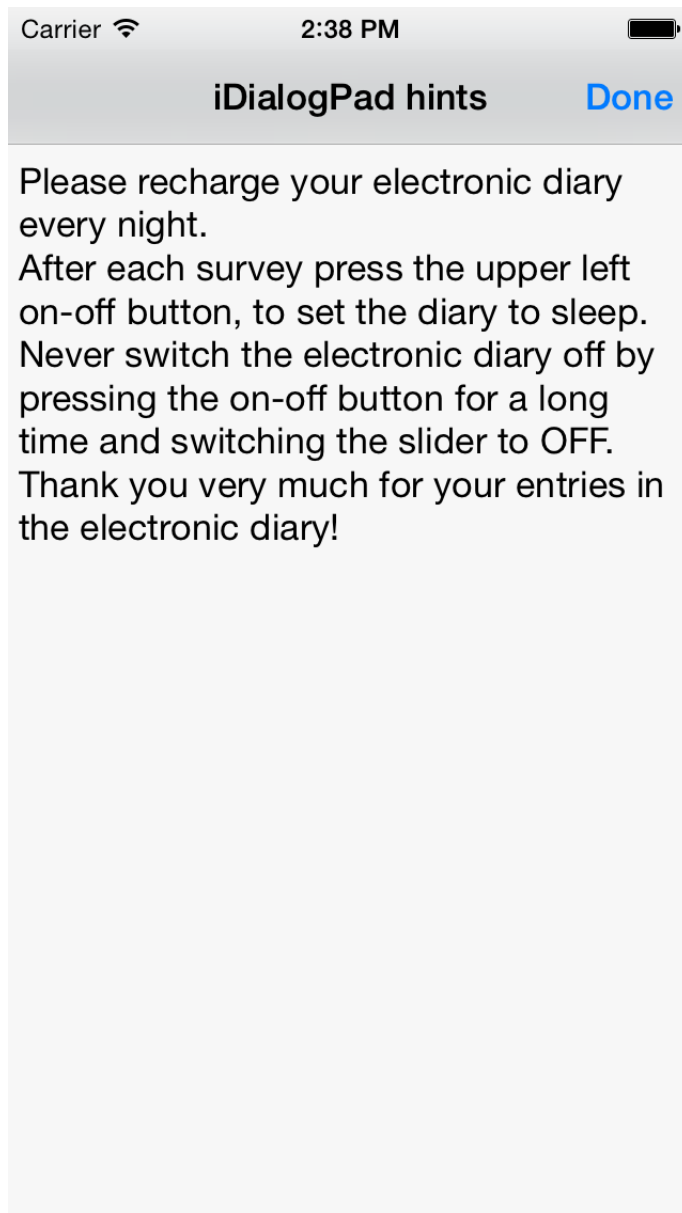 Carrier 2:38 PM
iDialogPad hints Done
Please recharge your electronic diary
every night.
After each survey press the upper left
on-off button, to set the diary to sleep.
Never switch the electronic diary off by
pressing the on-off button for a long
time and switching the slider to OFF.
Thank you very much for your entries in
the electronic diary!